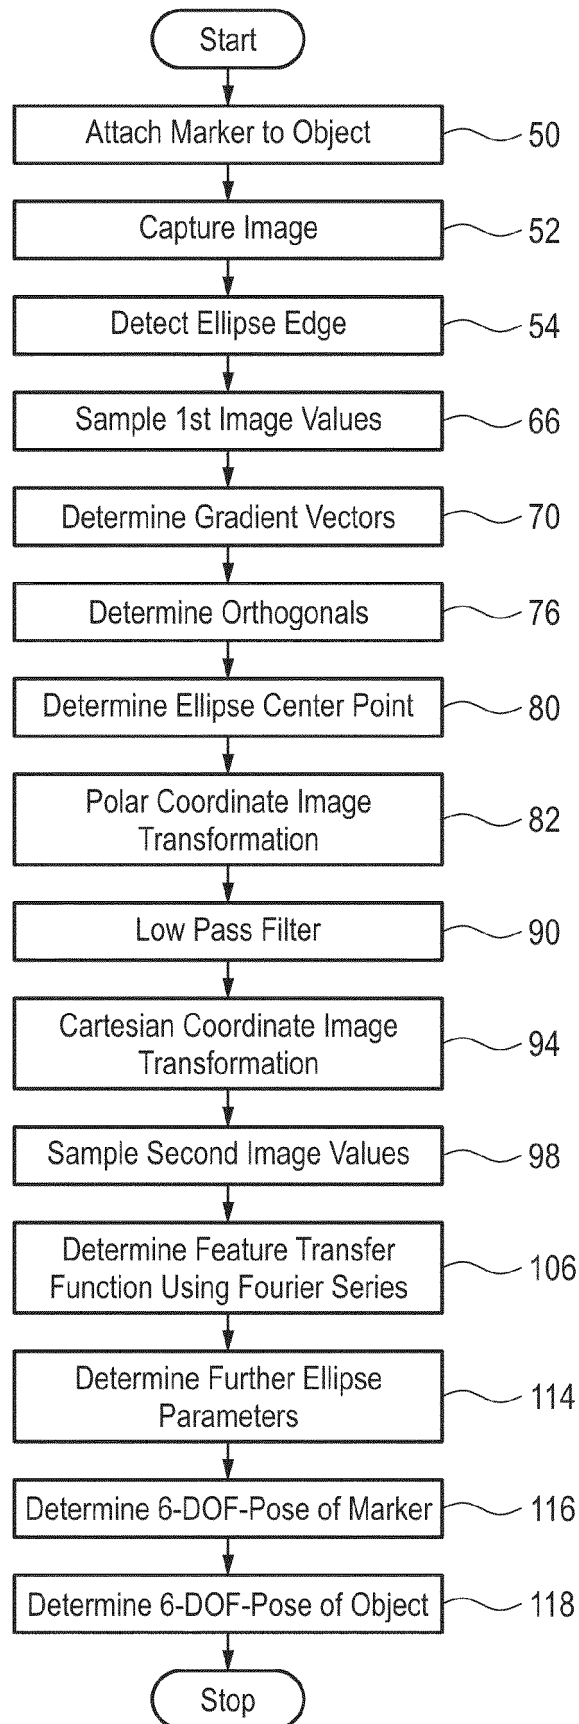 Start
Attach Marker to Object
50
Capture Image
52
Detect Ellipse Edge
54
Sample 1st Image Values
66
Determine Gradient Vectors
70
Determine Orthogonals
76
Determine Ellipse Center Point
80
Polar Coordinate Image
Transformation
82
Low Pass Filter
90
Cartesian Coordinate Image
Transformation
94
Sample Second Image Values
98
Determine Feature Transfer
Function Using Fourier Series
106
Determine Further Ellipse
Parameters
114
Determine 6-DOF-Pose of Marker
116
Determine 6-DOF-Pose of Object
118
Stop